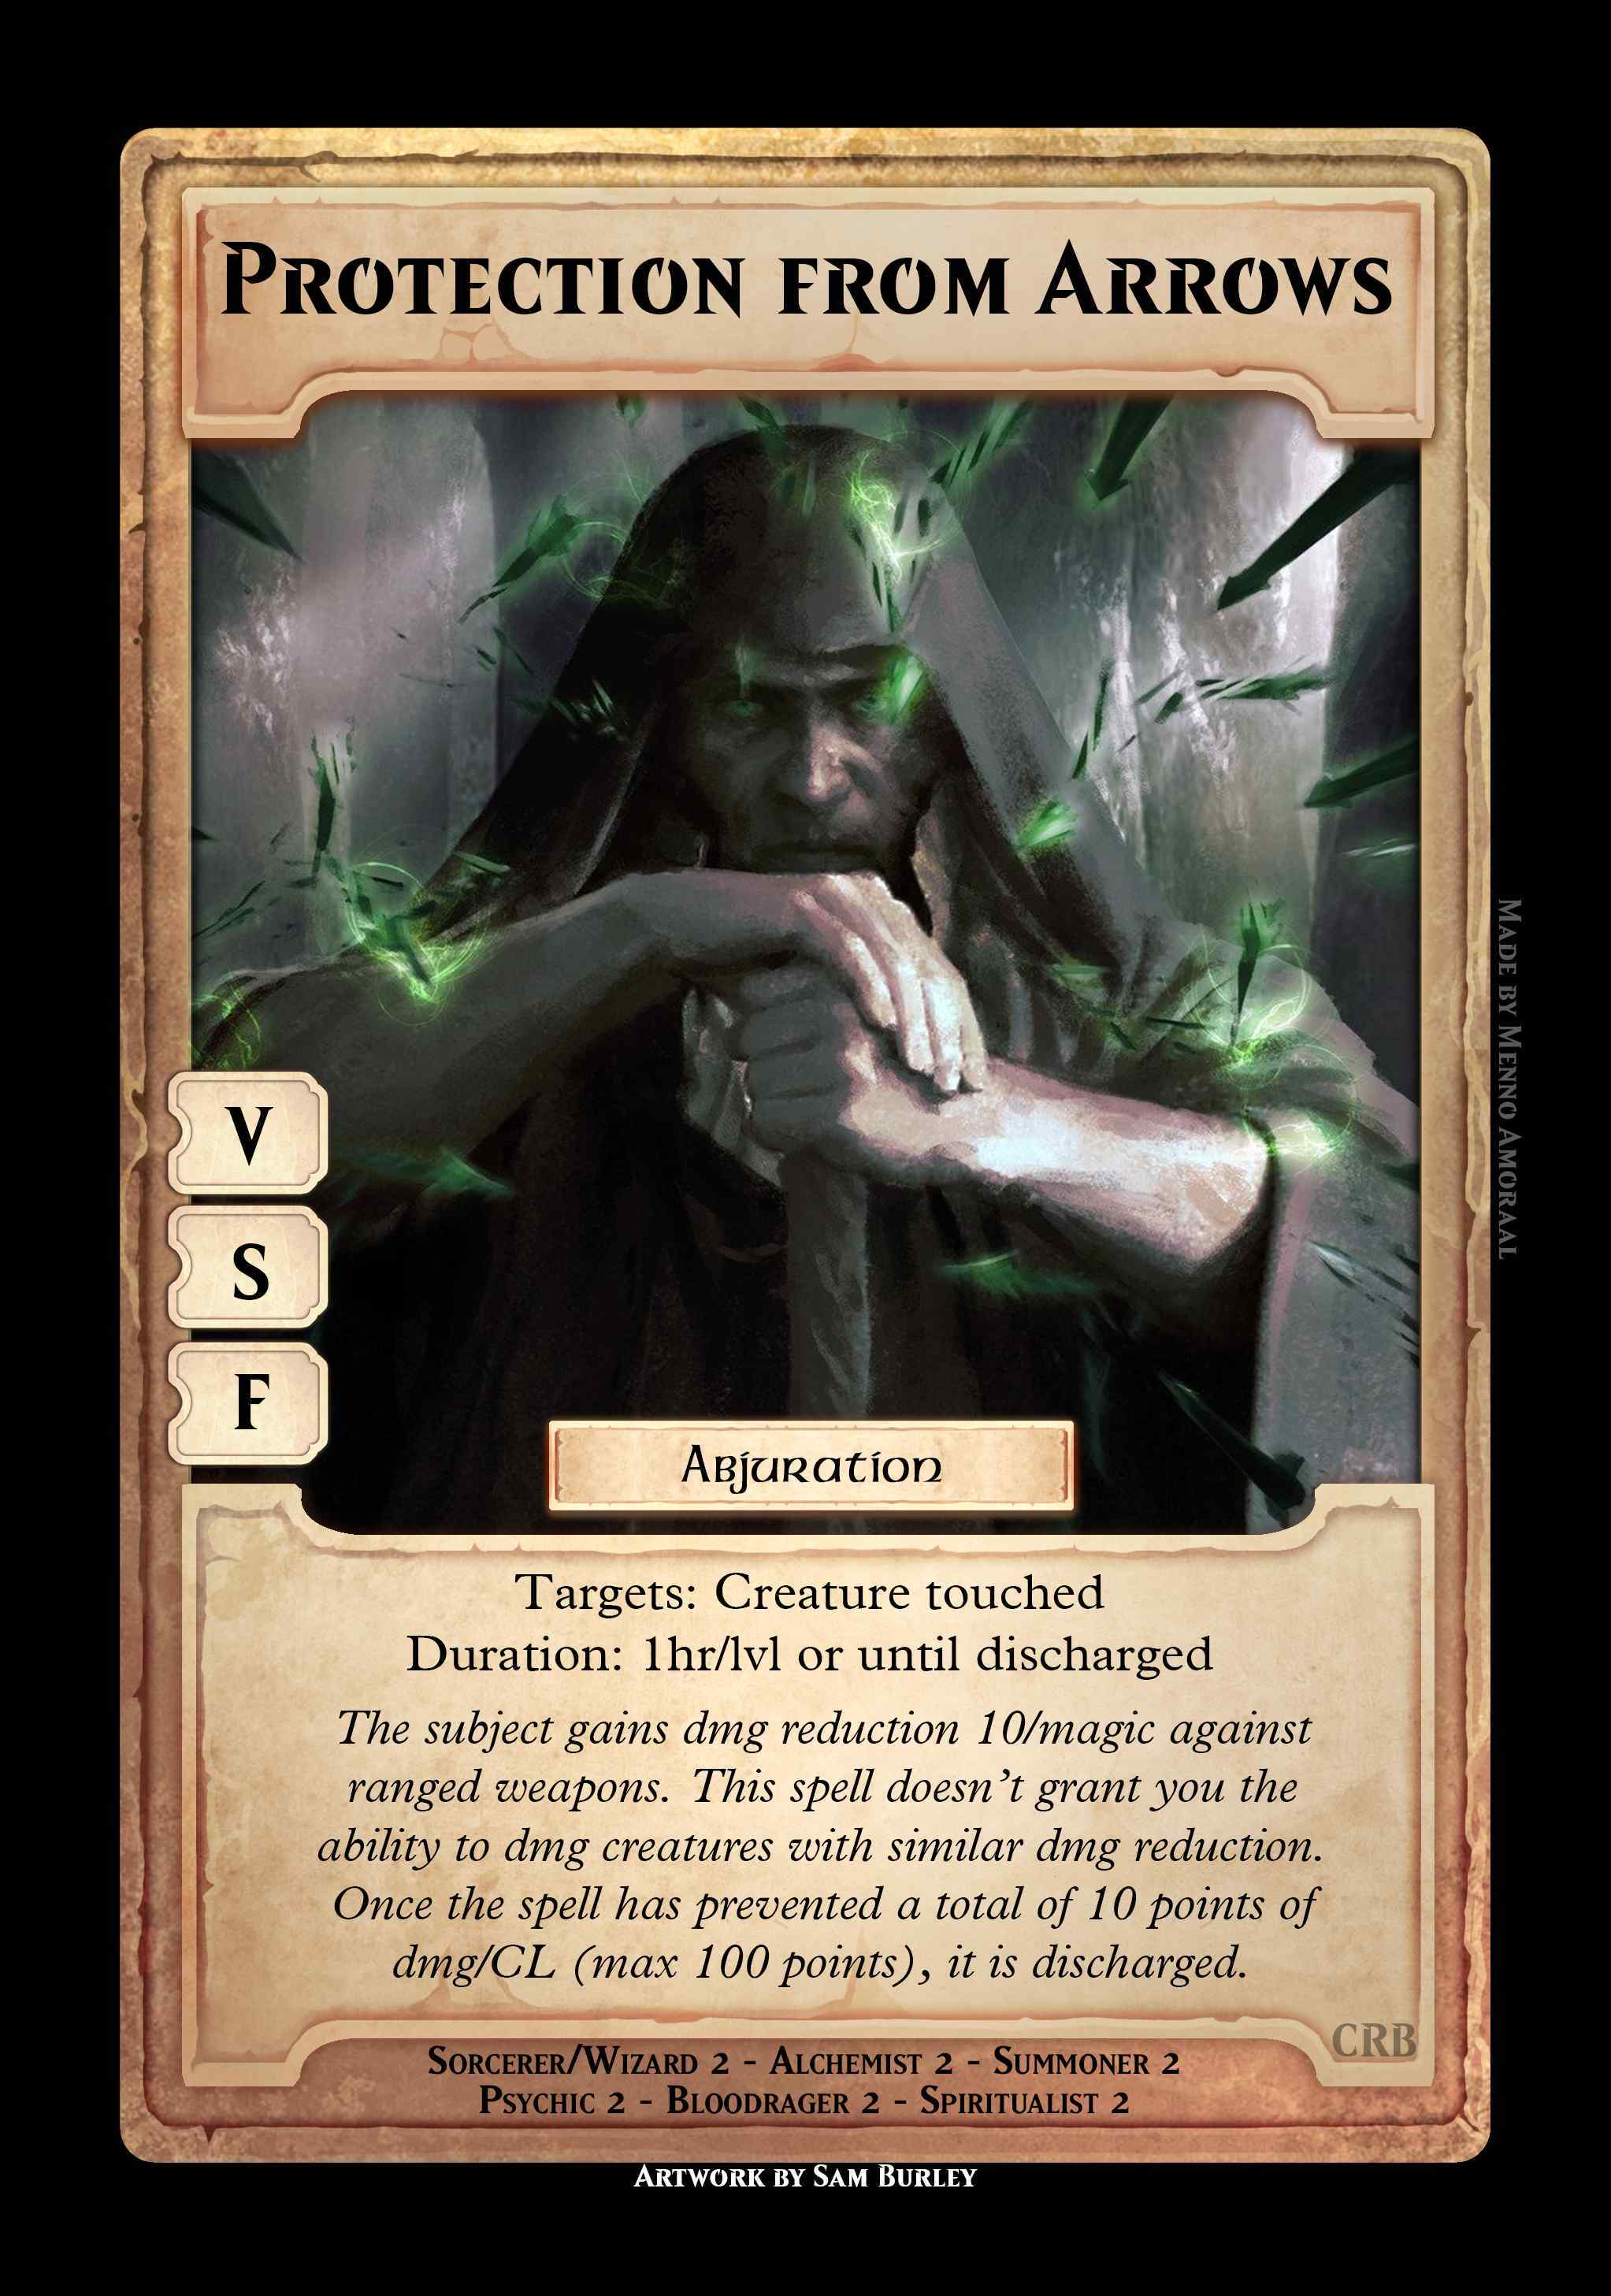 Protection from Arrows
V
S
F
Abjuration
Targets: Creature touched
Duration: 1hr/lvl or until discharged
The subject gains dmg reduction 10/magic against
ranged weapons. This spell doesn't grant you the
ability to dmg creatures with similar dmg reduction.
Once the spell has prevented a total of 10 points of
dmg/CL (max 100 points), it is discharged.
CRB
Sorcerer/Wizard 2 - Alchemist 2 - Summoner 2
Psychic 2 - Bloodrager 2 - Spiritualist 2
Artwork by Sam Burley
Made by Menno Amoraal